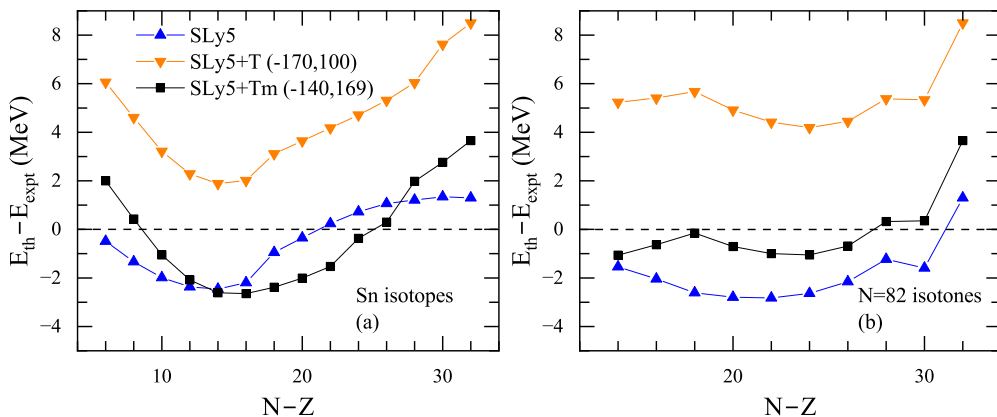 8
6
4
2
0
−2
−4
E_th−E_expt (MeV)
SLy5
SLy5+T (-170,100)
SLy5+Tm (-140,169)
Sn isotopes
(a)
10
20
30
N−Z
8
6
4
2
0
−2
−4
E_th−E_expt (MeV)
N=82 isotones
(b)
20
30
N−Z